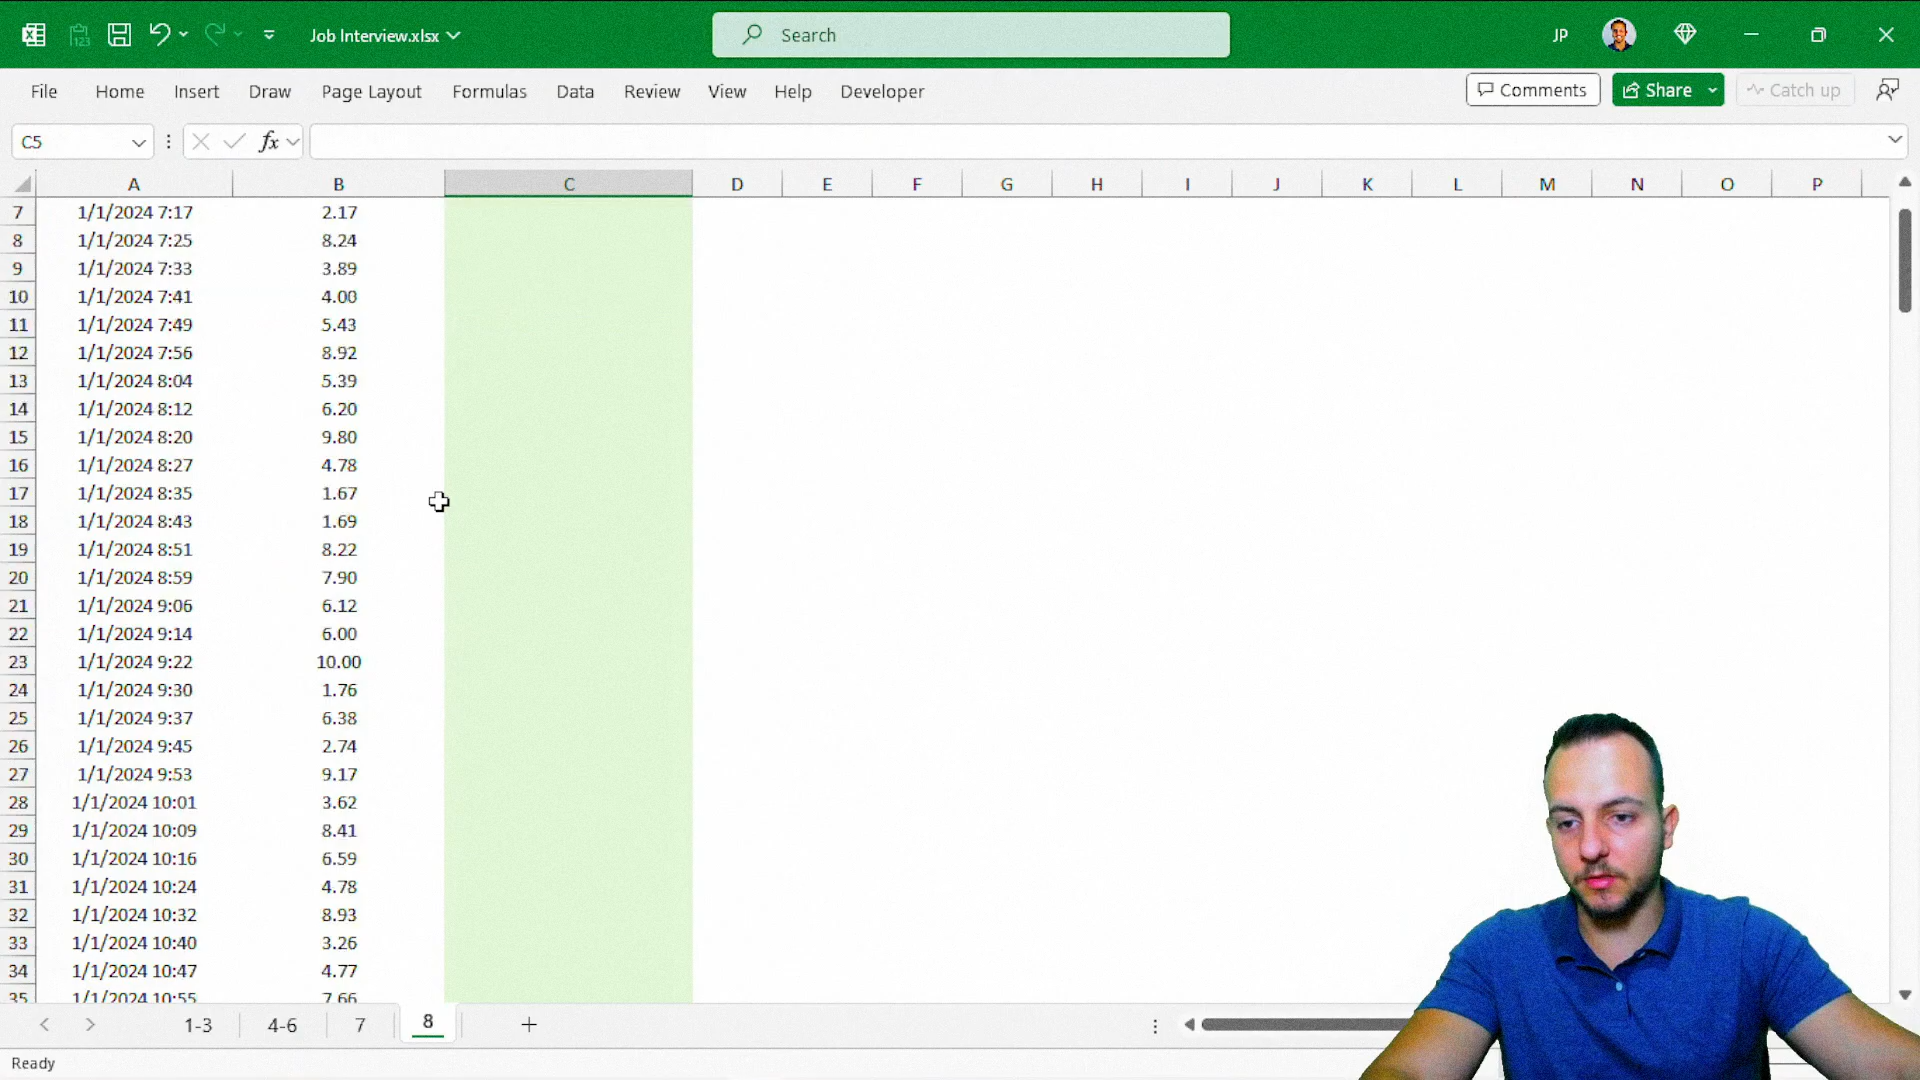 Job Interview.xlsx
Search
JP
File Home Insert Draw Page Layout Formulas Data Review View Help Developer
Comments Share Catch up
C5 fx
A B C D E F G H I J K L M N O P
7 1/1/2024 7:17 2.17
8 1/1/2024 7:25 8.24
9 1/1/2024 7:33 3.89
10 1/1/2024 7:41 4.00
11 1/1/2024 7:49 5.43
12 1/1/2024 7:56 8.92
13 1/1/2024 8:04 5.39
14 1/1/2024 8:12 6.20
15 1/1/2024 8:20 9.80
16 1/1/2024 8:27 4.78
17 1/1/2024 8:35 1.67
18 1/1/2024 8:43 1.69
19 1/1/2024 8:51 8.22
20 1/1/2024 8:59 7.90
21 1/1/2024 9:06 6.12
22 1/1/2024 9:14 6.00
23 1/1/2024 9:22 10.00
24 1/1/2024 9:30 1.76
25 1/1/2024 9:37 6.38
26 1/1/2024 9:45 2.74
27 1/1/2024 9:53 9.17
28 1/1/2024 10:01 3.62
29 1/1/2024 10:09 8.41
30 1/1/2024 10:16 6.59
31 1/1/2024 10:24 4.78
32 1/1/2024 10:32 8.93
33 1/1/2024 10:40 3.26
34 1/1/2024 10:47 4.77
35 1/1/2024 10:55 7.66
1-3 4-6 7 8
Ready